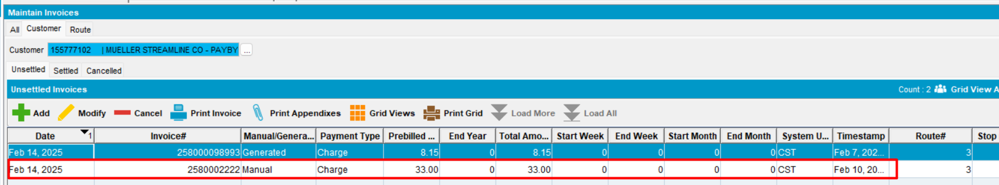 Maintain Invoices
All Customer Route
Customer 155777102 | MUELLER STREAMLINE CO - PAYBY ...
Unsettled Settled Cancelled
Unsettled Invoices Count : 2 Grid View A
Add Modify Cancel Print Invoice Print Appendixes Grid Views Print Grid Load More Load All
Date 1 Invoice# Manual/Genera... Payment Type Prebilled ... End Year Total Amo... Start Week End Week Start Month End Month System U... Timestamp Route# Stop
Feb 14, 2025 258000098993 Generated Charge 8.15 0 8.15 0 0 0 0 CST Feb 7, 202... 3
Feb 14, 2025 2580002222 Manual Charge 33.00 0 33.00 0 0 0 0 CST Feb 10, 20... 3